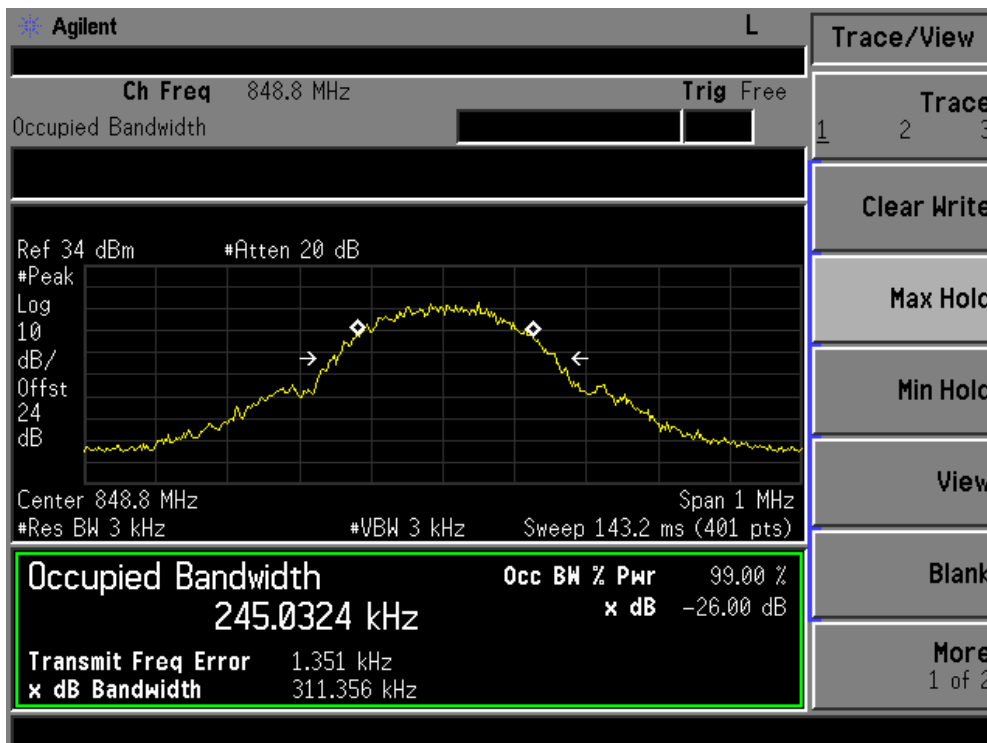 Agilent L
Trace/View
Ch Freq 848.8 MHz Trig Free
Occupied Bandwidth
Trace
1 2 3
Clear Write
Max Hold
Min Hold
View
Blank
More
1 of 2
Ref 34 dBm #Atten 20 dB
#Peak
Log
10
dB/
Offst
24
dB
Center 848.8 MHz Span 1 MHz
#Res BW 3 kHz #VBW 3 kHz Sweep 143.2 ms (401 pts)
Occupied Bandwidth
245.0324 kHz
Occ BW % Pwr 99.00 %
x dB -26.00 dB
Transmit Freq Error 1.351 kHz
x dB Bandwidth 311.356 kHz